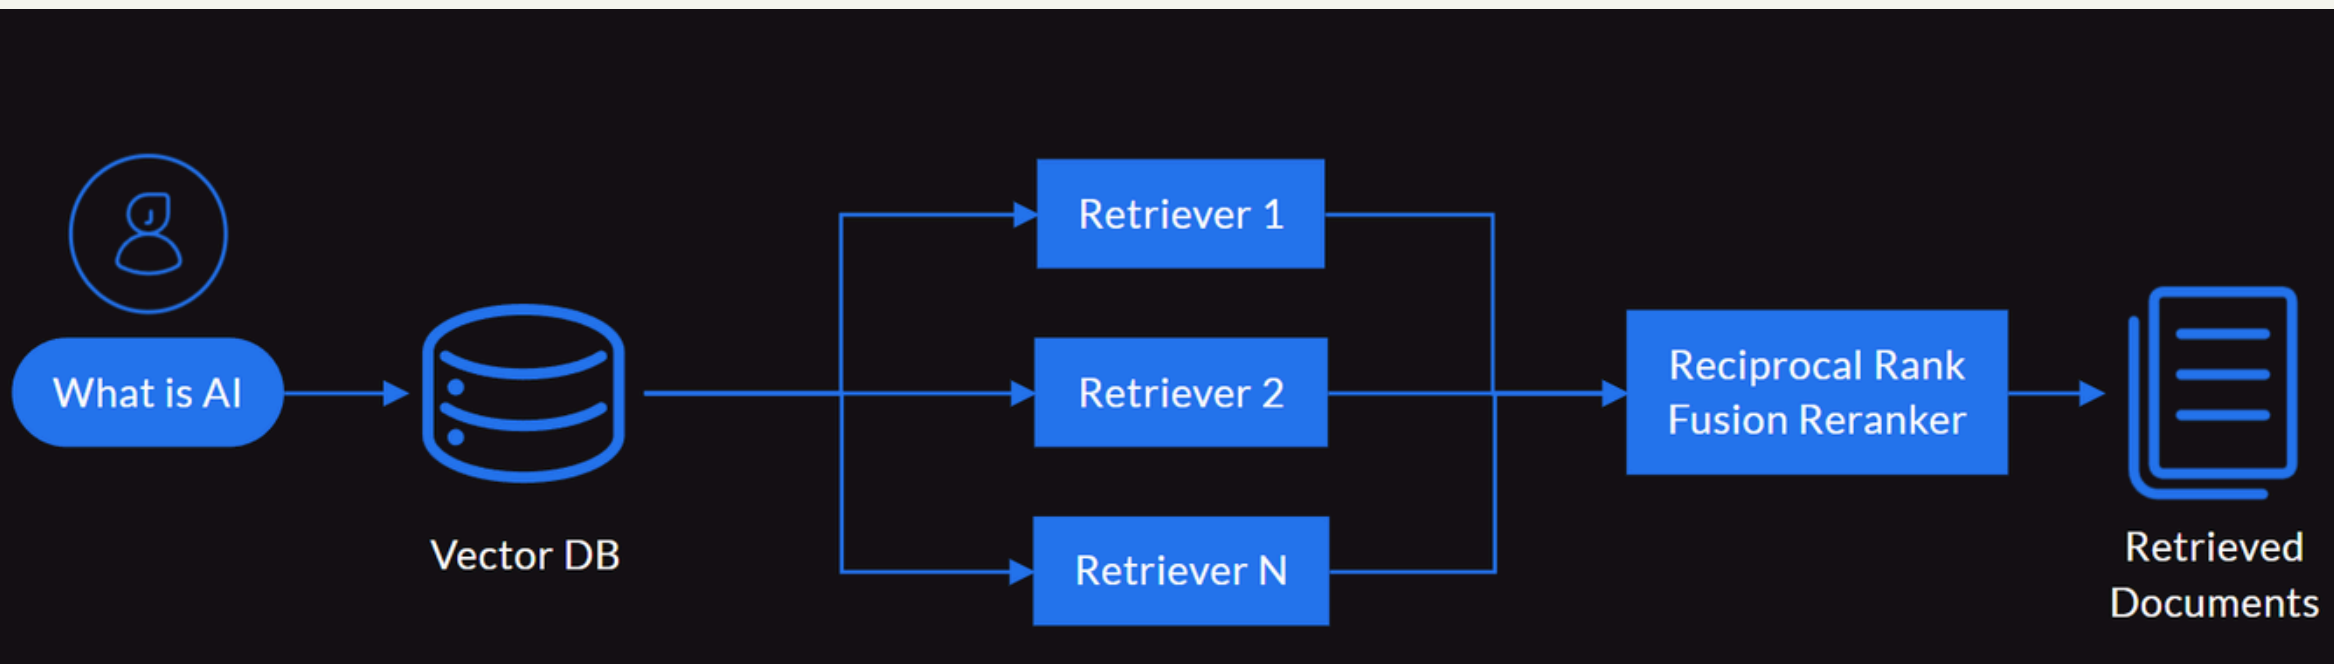 What is AI
Vector DB
Retriever 1
Retriever 2
Retriever N
Reciprocal Rank
Fusion Reranker
Retrieved
Documents